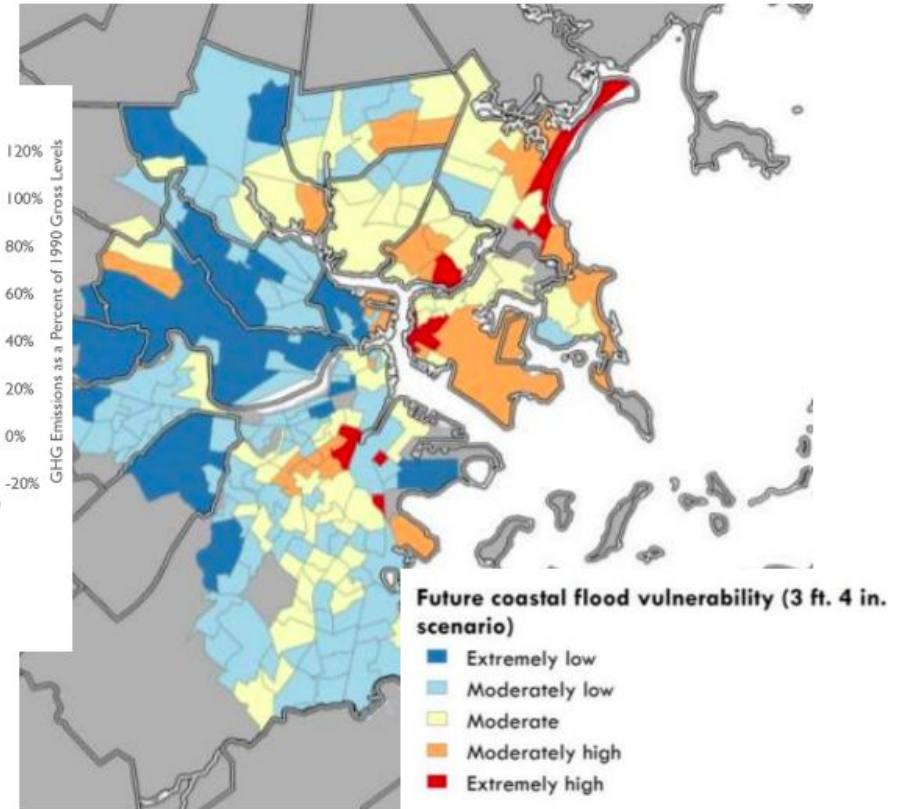 120%
100%
80%
60%
40%
20%
0%
-20%
GHG Emissions as a Percent of 1990 Gross Levels
Future coastal flood vulnerability (3 ft. 4 in.
scenario)
Extremely low
Moderately low
Moderate
Moderately high
Extremely high